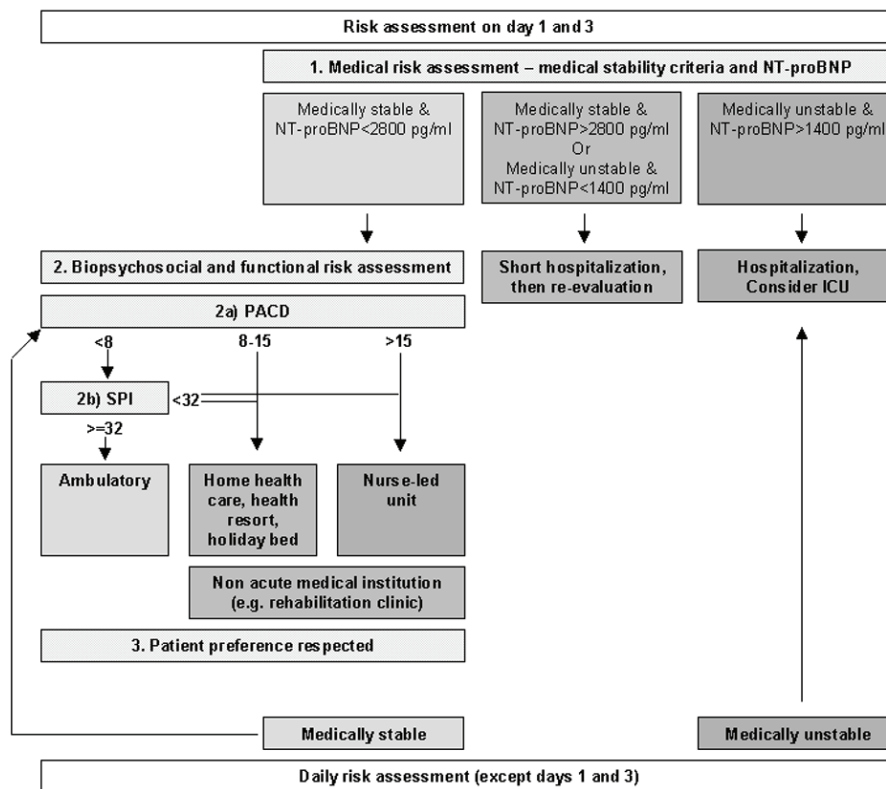 Risk assessment on day 1 and 3
1. Medical risk assessment – medical stability criteria and NT-proBNP
Medically stable &
NT-proBNP<2800 pg/ml
Medically stable &
NT-proBNP>2800 pg/ml
Or
Medically unstable &
NT-proBNP<1400 pg/ml
Medically unstable &
NT-proBNP>1400 pg/ml
2. Biopsychosocial and functional risk assessment
Short hospitalization,
then re-evaluation
Hospitalization,
Consider ICU
2a) PACD
<8
8-15
>15
2b) SPI
<32
>=32
Ambulatory
Home health
care, health
resort,
holiday bed
Nurse-led
unit
Non acute medical institution
(e.g. rehabilitation clinic)
3. Patient preference respected
Medically stable
Medically unstable
Daily risk assessment (except days 1 and 3)